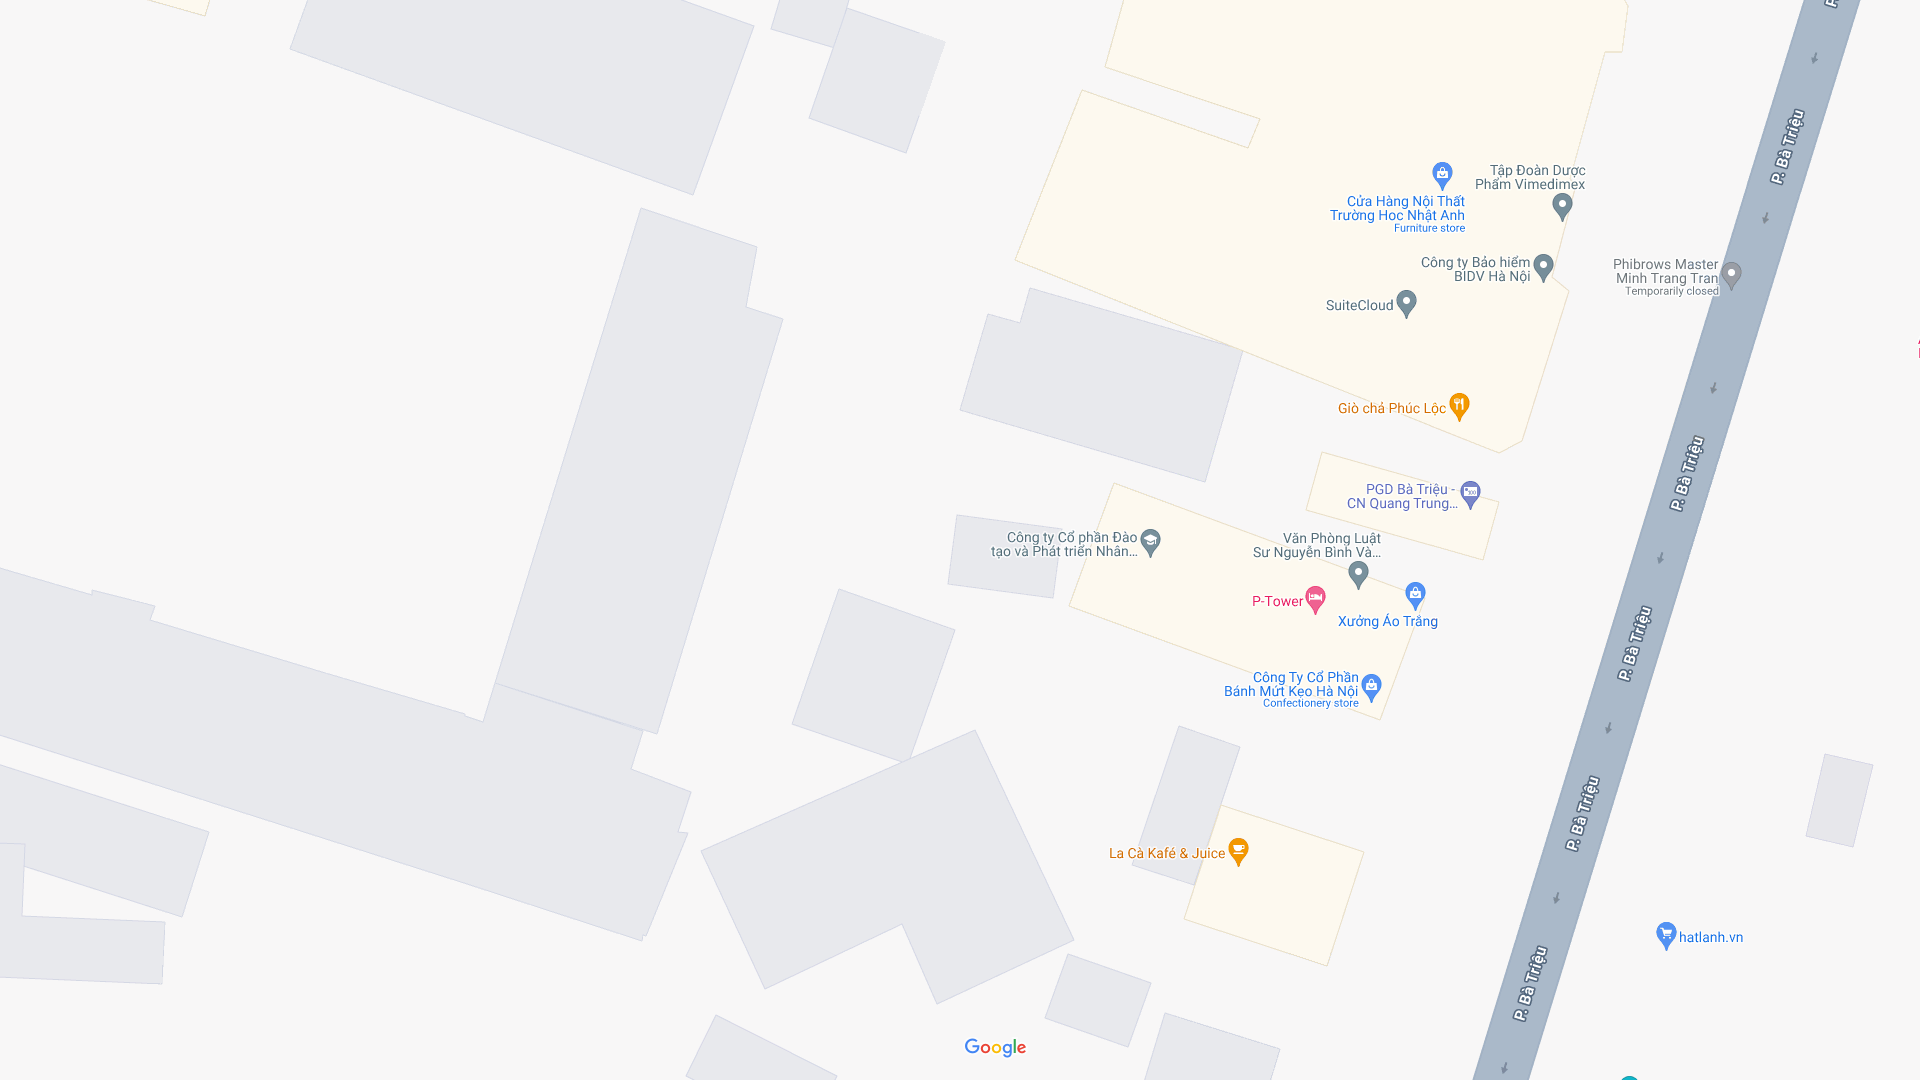 P. Bà Triệu
Tập Đoàn Dược
Phẩm Vimedimex
Cửa Hàng Nội Thất
Trường Học Nhật Anh
Furniture store
Công ty Bảo hiểm
BIDV Hà Nội
Phibrows Master
Minh Trang Tran
Temporarily closed
SuiteCloud
Giò chả Phúc Lộc
P. Bà Triệu
PGD Bà Triệu -
CN Quang Trung...
Công ty Cổ phần Đào
tạo và Phát triển Nhân...
Văn Phòng Luật
Sư Nguyễn Bình Và...
P-Tower
Xưởng Áo Trắng
P. Bà Triệu
Công Ty Cổ Phần
Bánh Mứt Kẹo Hà Nội
Confectionery store
P. Bà Triệu
La Cà Kafé & Juice
hatlanh.vn
P. Bà Triệu
Google